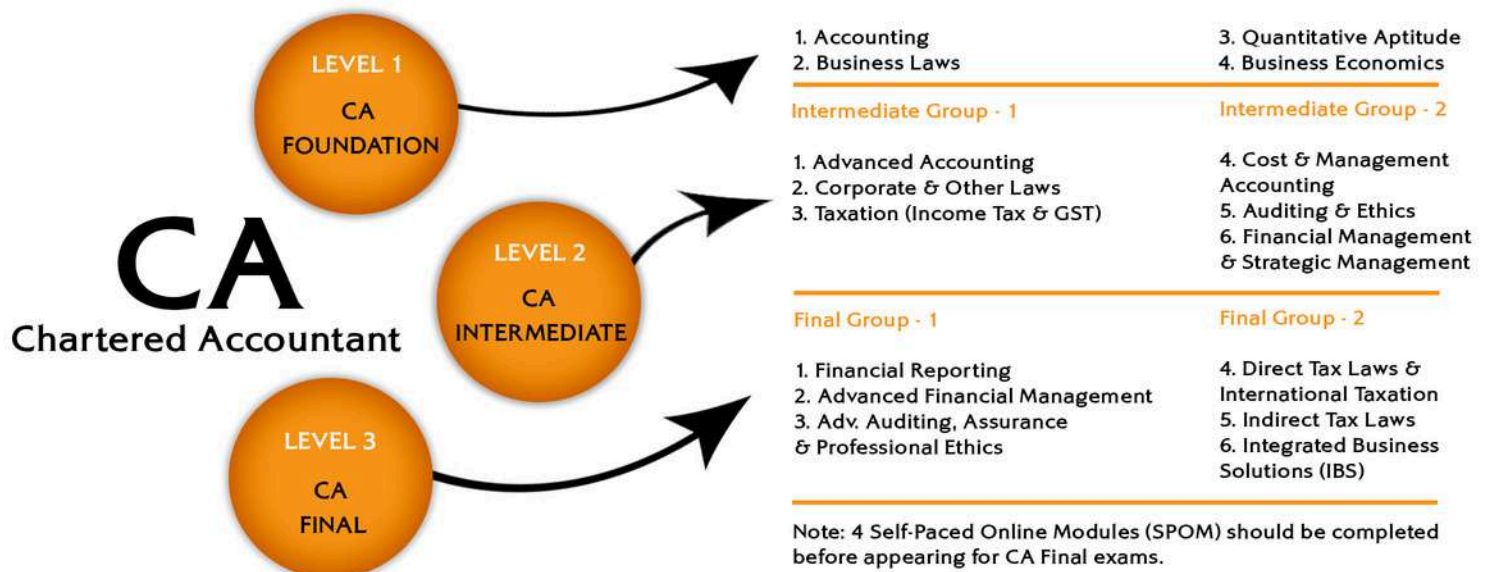 CA
Chartered Accountant
LEVEL 1
CA
FOUNDATION
1. Accounting
2. Business Laws
3. Quantitative Aptitude
4. Business Economics
LEVEL 2
CA
INTERMEDIATE
Intermediate Group - 1
1. Advanced Accounting
2. Corporate & Other Laws
3. Taxation (Income Tax & GST)
Intermediate Group - 2
4. Cost & Management
Accounting
5. Auditing & Ethics
6. Financial Management
& Strategic Management
LEVEL 3
CA
FINAL
Final Group - 1
1. Financial Reporting
2. Advanced Financial Management
3. Adv. Auditing, Assurance
& Professional Ethics
Final Group - 2
4. Direct Tax Laws &
International Taxation
5. Indirect Tax Laws
6. Integrated Business
Solutions (IBS)
Note: 4 Self-Paced Online Modules (SPOM) should be completed
before appearing for CA Final exams.